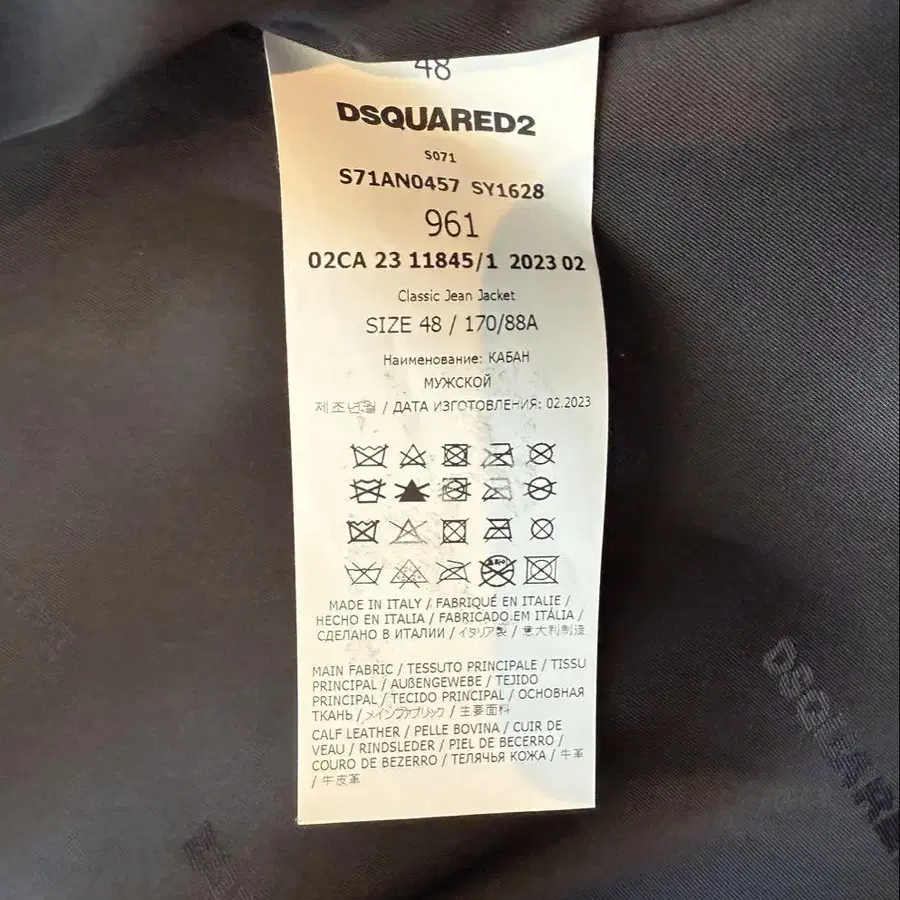 48
DSQUARED2
S071
S71AN0457 SY1628
961
02CA 23 11845/1 2023 02
Classic Jean Jacket
SIZE 48 / 170/88A
Наименование: КАБАН
МУЖСКОЙ
제조년월 / ДАТА ИЗГОТОВЛЕНИЯ: 02.2023
MADE IN ITALY / FABRIQUÉ EN ITALIE /
HECHO EN ITALIA / FABRICADO EM ITÁLIA /
СДЕЛАНО В ИТАЛИИ / イタリア製 / 意大利制造
MAIN FABRIC / TESSUTO PRINCIPALE / TISSU
PRINCIPAL / AUßENGEWEBE / TEJIDO
PRINCIPAL / TECIDO PRINCIPAL / ОСНОВНАЯ
ТКАНЬ / メインファブリック / 主要面料
CALF LEATHER / PELLE BOVINA / CUIR DE
VEAU / RINDSLEDER / PIEL DE BECERRO /
COURO DE BEZERRO / ТЕЛЯЧЬЯ КОЖА / 牛革
/ 牛皮革